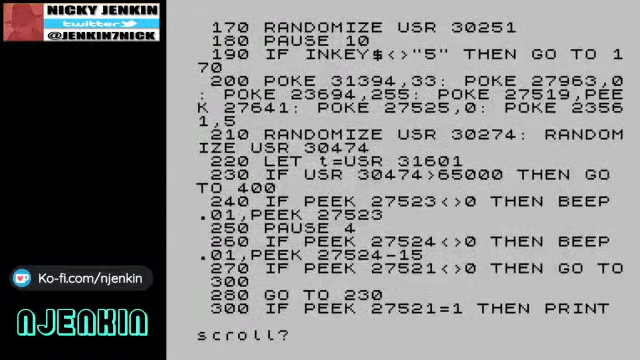 NICKY JENKIN
twitter
@JENKIN7NICK
170 RANDOMIZE USR 30251
180 PAUSE 10
190 IF INKEY$<>"5" THEN GO TO 1
70
200 POKE 31394,33: POKE 27963,0
: POKE 23694,255: POKE 27519,PEE
K 27641: POKE 27525,0: POKE 2356
1,5
210 RANDOMIZE USR 30274: RANDOM
IZE USR 30474
220 LET t=USR 31601
230 IF USR 30474>65000 THEN GO
TO 400
240 IF PEEK 27523<>0 THEN BEEP
.01,PEEK 27523
250 PAUSE 4
260 IF PEEK 27524<>0 THEN BEEP
.01,PEEK 27524-15
270 IF PEEK 27521<>0 THEN GO TO
300
280 GO TO 230
300 IF PEEK 27521=1 THEN PRINT
scroll?
Ko-fi.com/njenkin
NJENKIN